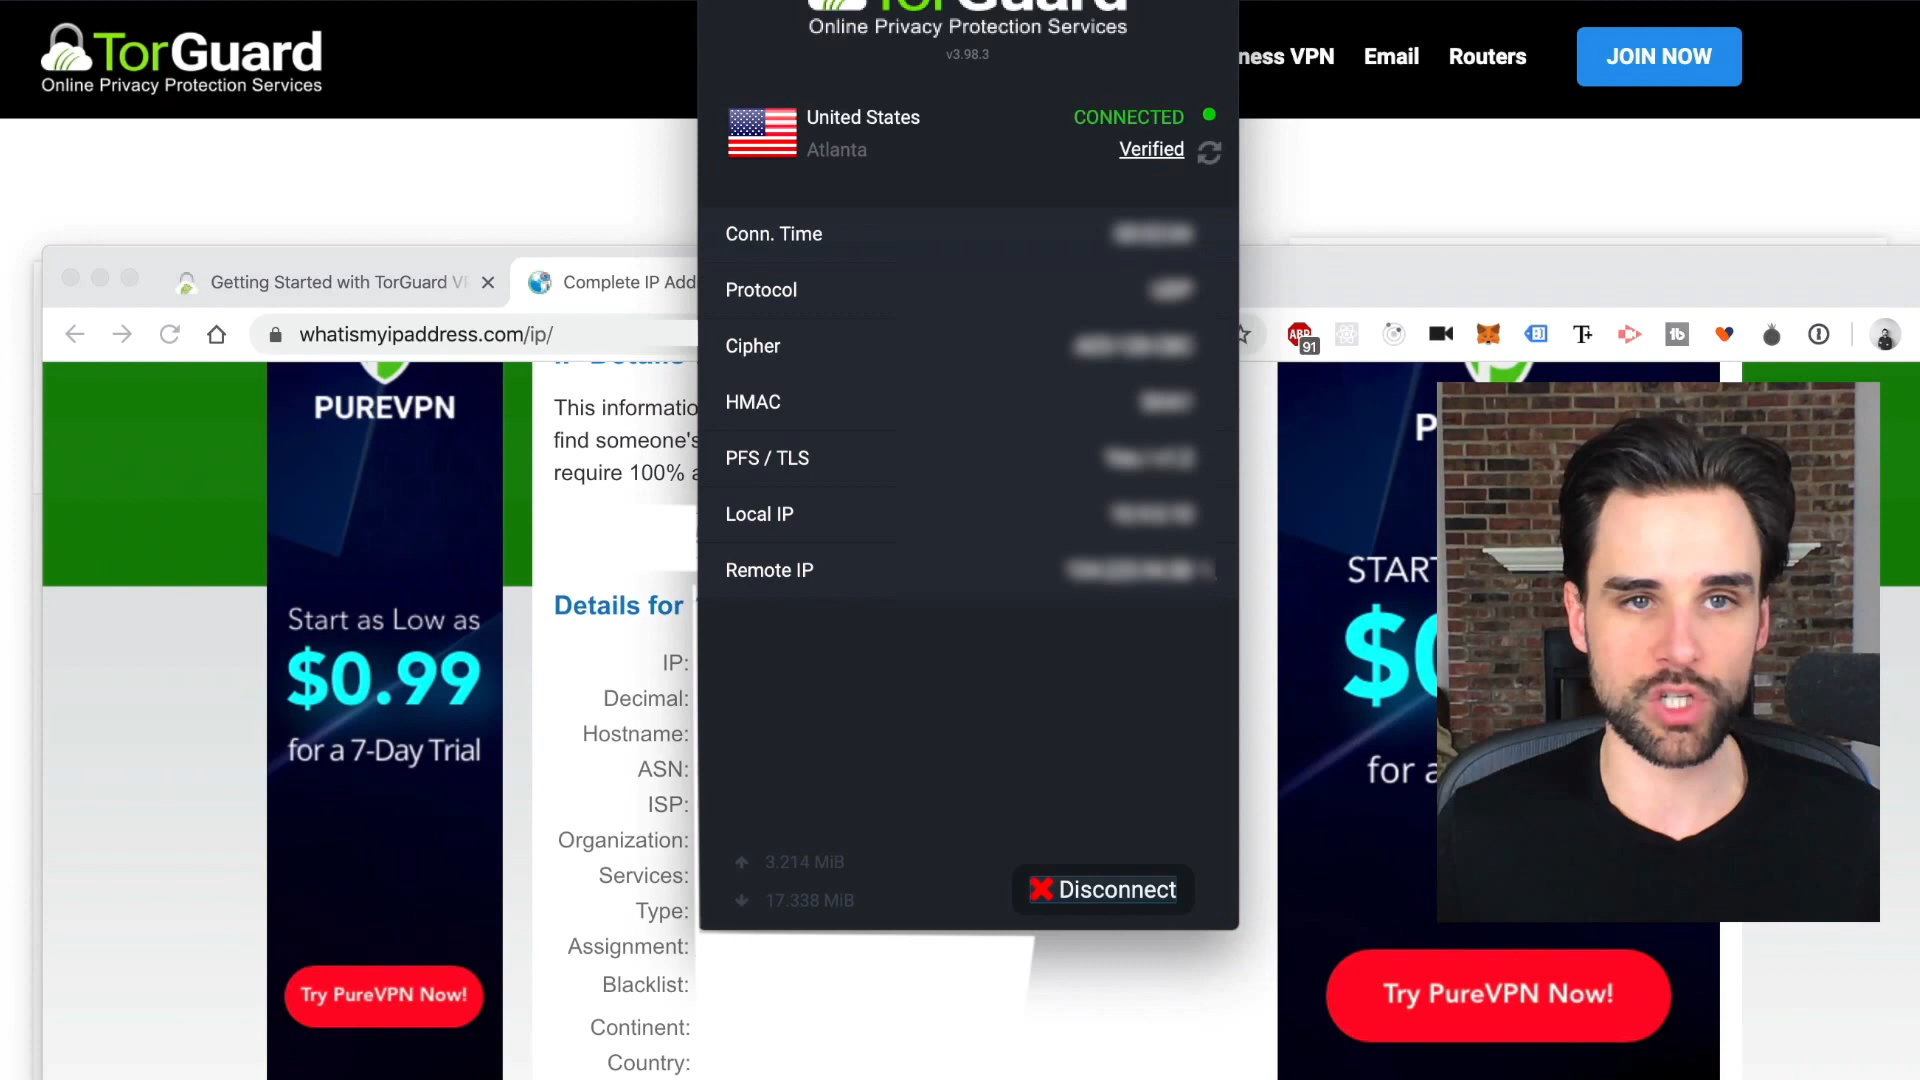 TorGuard
Online Privacy Protection Services
TorGuard
Online Privacy Protection Services
v3.98.3
ness VPN
Email
Routers
JOIN NOW
United States
Atlanta
CONNECTED
Verified
Conn. Time
Protocol
Cipher
HMAC
PFS / TLS
Local IP
Remote IP
3.214 MiB
17.338 MiB
Disconnect
Getting Started with TorGuard
Complete IP Add
whatismyipaddress.com/ip/
ABP
91
PUREVPN
Start as Low as
$0.99
for a 7-Day Trial
Try PureVPN Now!
This informatio
find someone's
require 100% a
Details for
IP:
Decimal:
Hostname:
ASN:
ISP:
Organization:
Services:
Type:
Assignment:
Blacklist:
Continent:
Country:
P
START
$0
for a
Try PureVPN Now!